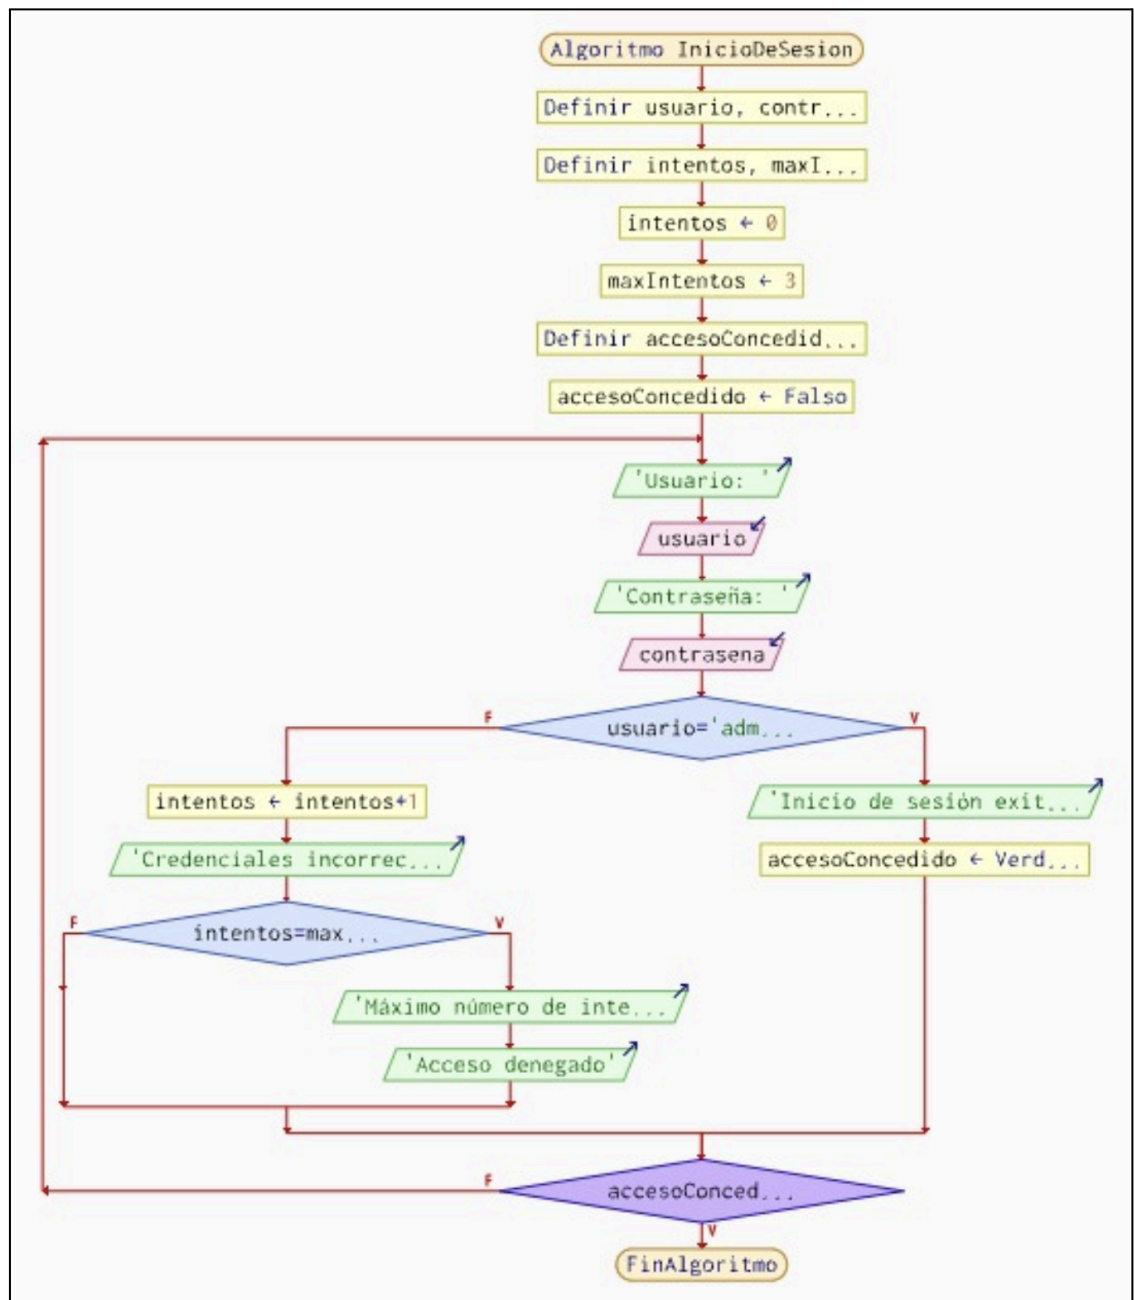 Algoritmo InicioDeSesion
Definir usuario, contr...
Definir intentos, maxI...
intentos ← 0
maxIntentos ← 3
Definir accesoConcedid...
accesoConcedido ← Falso
'Usuario: '
usuario
'Contraseña: '
contrasena
F
usuario='adm...
V
intentos ← intentos+1
'Inicio de sesión exit...
'Credenciales incorrec...
accesoConcedido ← Verd...
F
intentos=max...
V
'Máximo número de inte...
'Acceso denegado'
F
accesoConced...
V
FinAlgoritmo